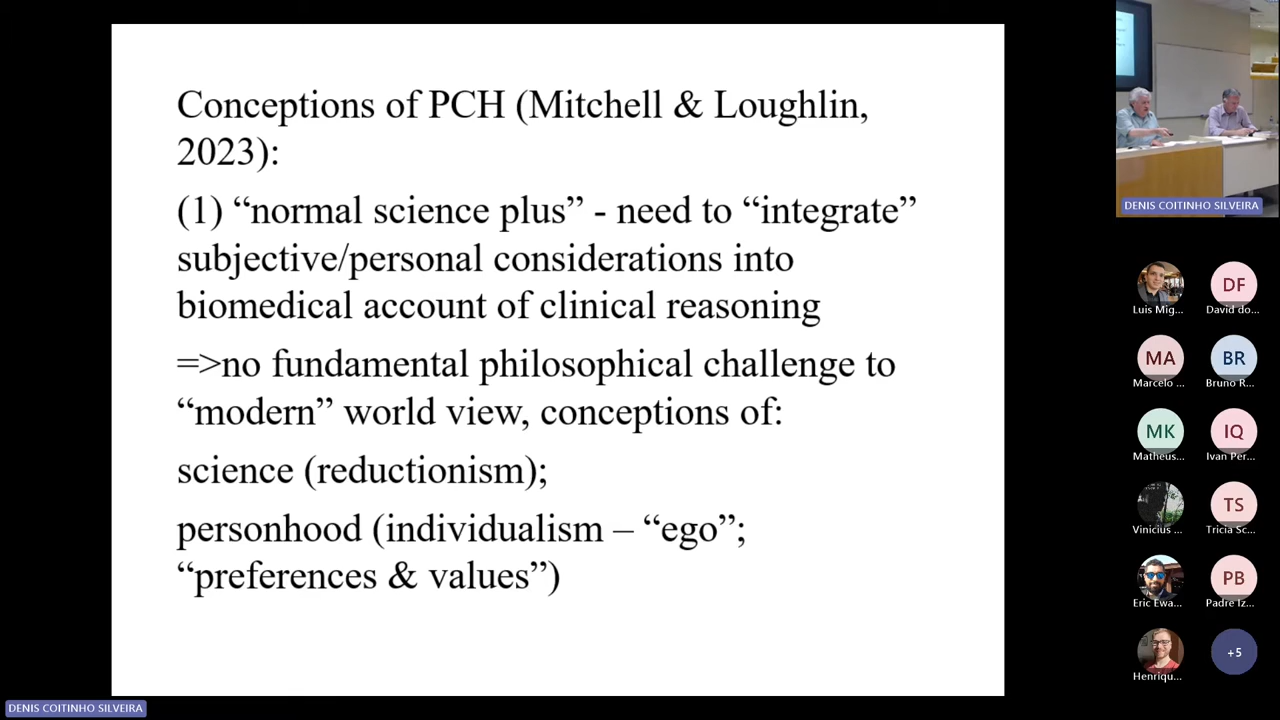 Conceptions of PCH (Mitchell & Loughlin,
2023):
(1) “normal science plus” - need to “integrate”
subjective/personal considerations into
biomedical account of clinical reasoning
=>no fundamental philosophical challenge to
“modern” world view, conceptions of:
science (reductionism);
personhood (individualism – “ego”;
“preferences & values”)
DENIS COITINHO SILVEIRA
DENIS COITINHO SILVEIRA
Luis Mig...
DF
David do...
MA
Marcelo ...
BR
Bruno R...
MK
Matheus...
IQ
Ivan Per...
Vinicius ...
TS
Tricia Sc...
Eric Ewa...
PB
Padre Iz...
Henriqu...
+5